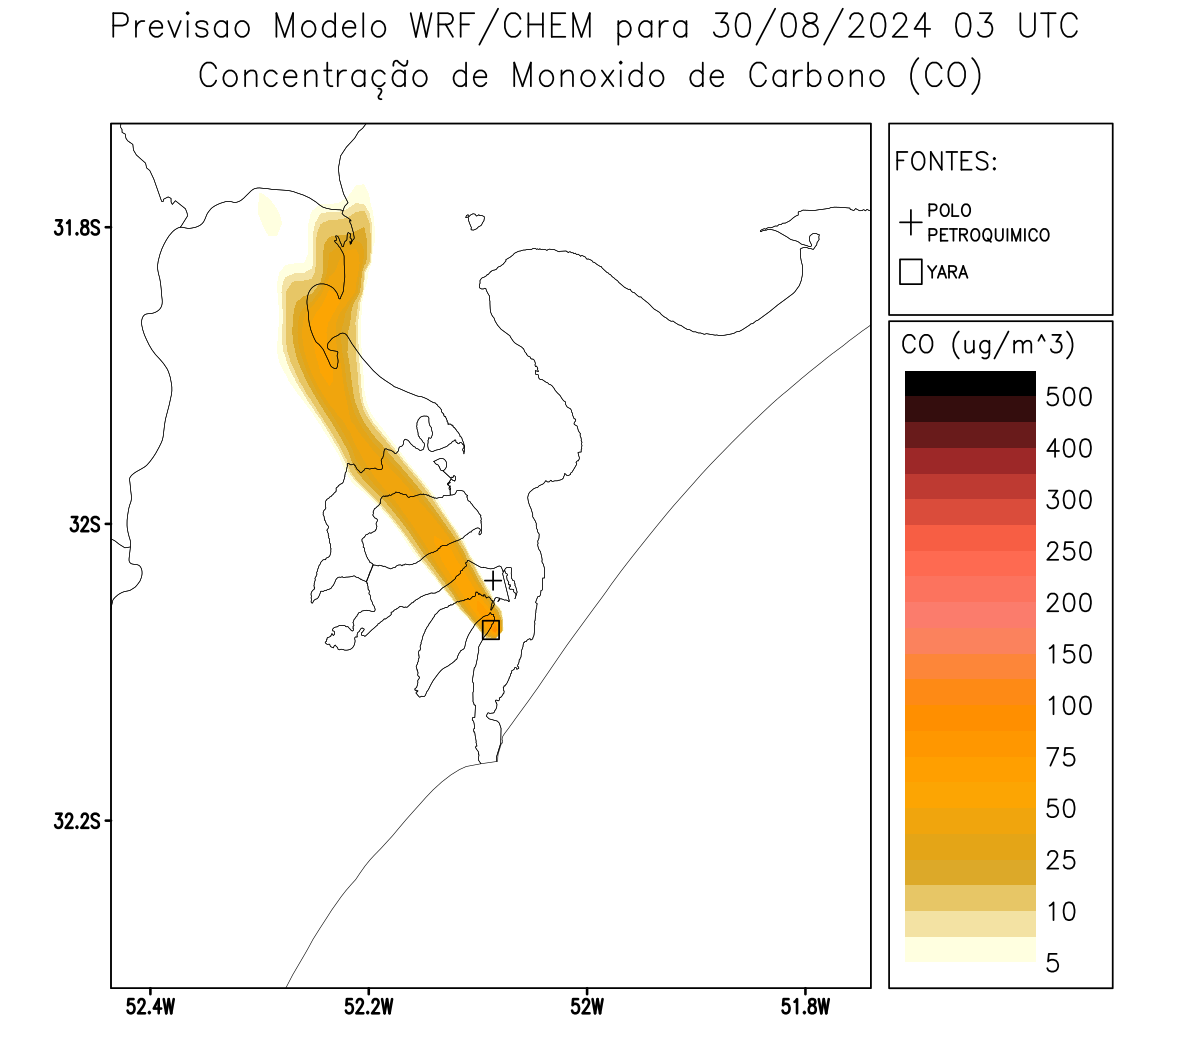 Previsao Modelo WRF/CHEM para 30/08/2024 03 UTC
Concentração de Monoxido de Carbono (CO)
FONTES:
POLO
PETROQUIMICO
YARA
CO (ug/m^3)
500
400
300
250
200
150
100
75
50
25
10
5
31.8S
32S
32.2S
52.4W
52.2W
52W
51.8W